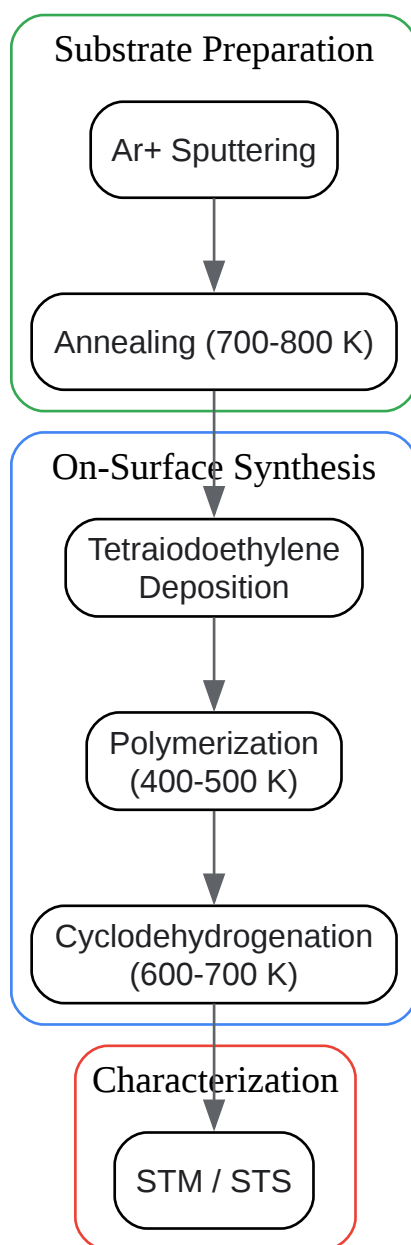 Substrate Preparation
Ar+ Sputtering
Annealing (700-800 K)
On-Surface Synthesis
Tetraiodoethylene
Deposition
Polymerization
(400-500 K)
Cyclodehydrogenation
(600-700 K)
Characterization
STM / STS